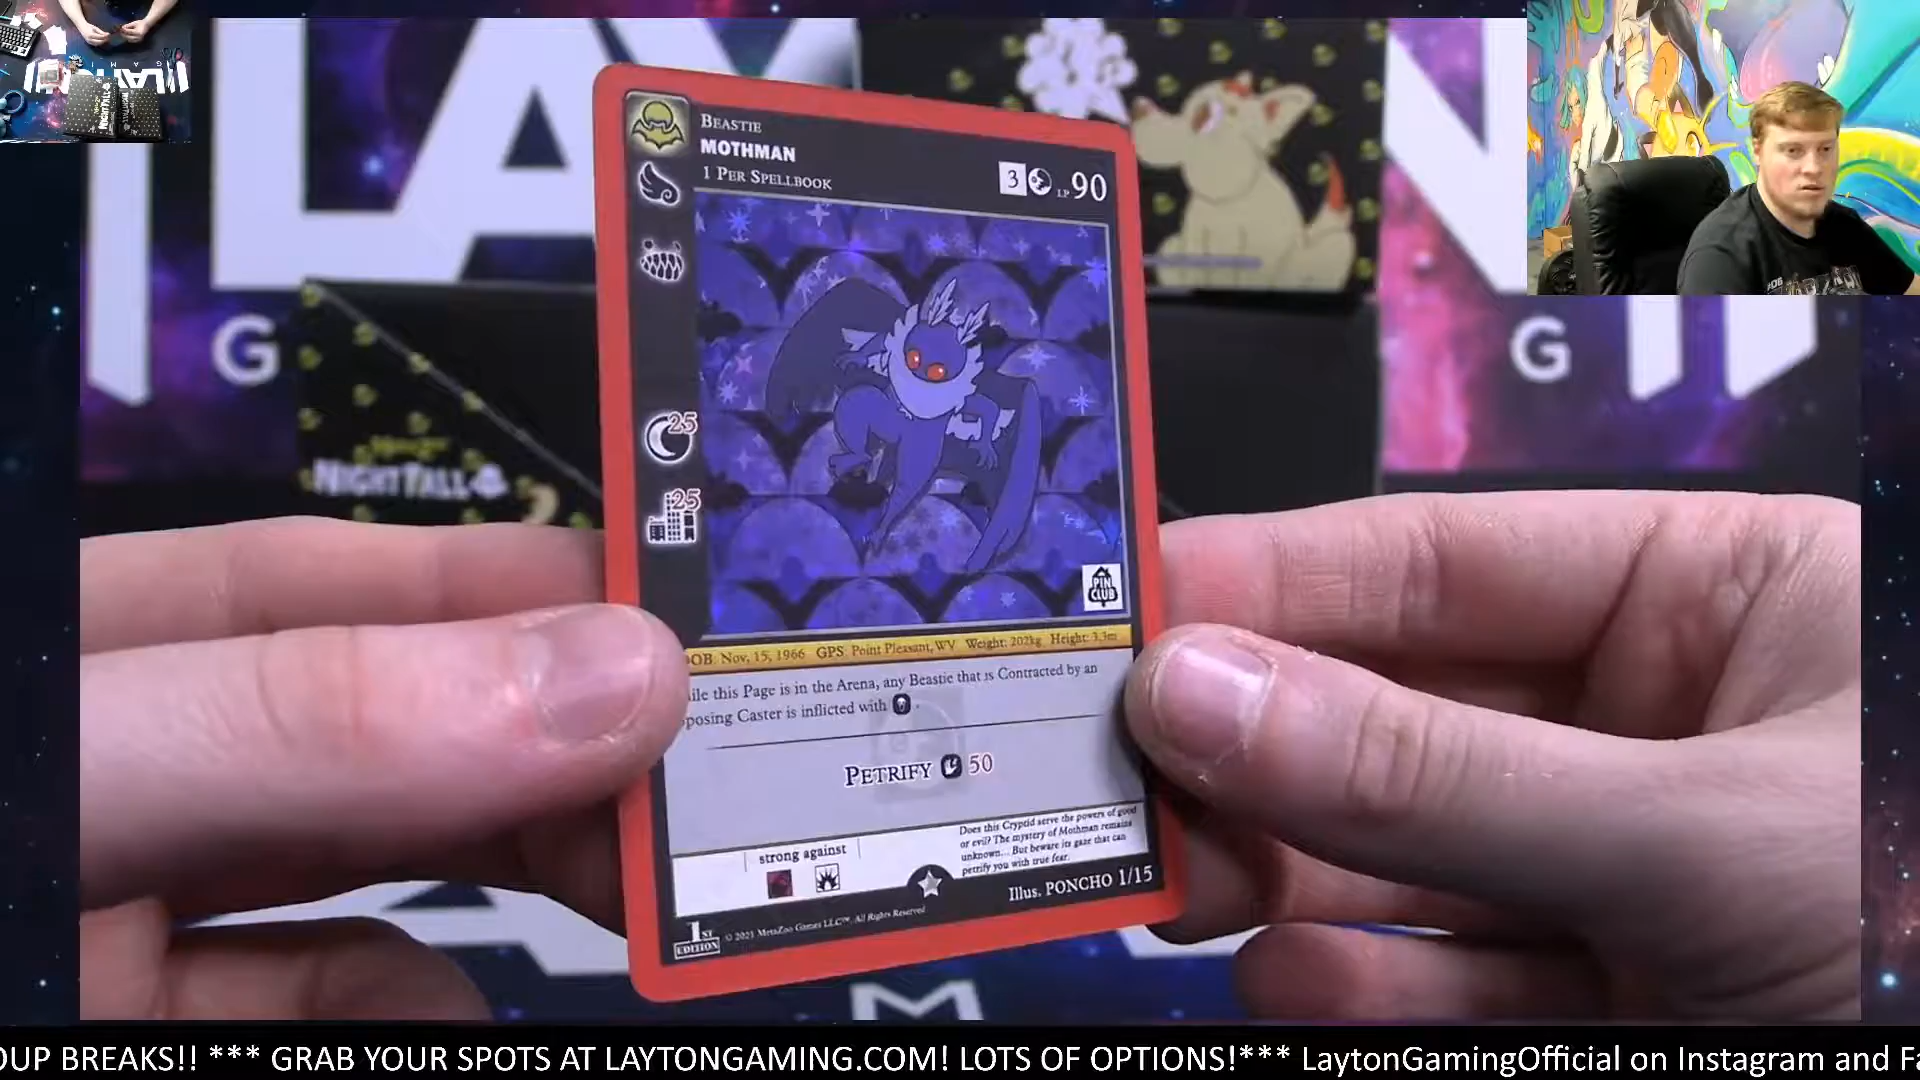 BEASTIE
MOTHMAN
1 PER SPELLBOOK
3 LP 90
25
25
PIN CLUB
OB: Nov, 15, 1966 GPS: Point Pleasant, WV Weight: 202kg Height: 3.3m
ile this Page is in the Arena, any Beastie that is Contracted by an
posing Caster is inflicted with .
PETRIFY 50
strong against
Does this Cryptid serve the powers of good
or evil? The mystery of Mothman remains
unknown... But beware its gaze that can
petrify you with true fear.
Illus. PONCHO 1/15
1ST EDITION
© 2021 MetaZoo Games LLC™. All Rights Reserved
NIGHTFALL
G
G
M
OUP BREAKS!! *** GRAB YOUR SPOTS AT LAYTONGAMING.COM! LOTS OF OPTIONS!*** LaytonGamingOfficial on Instagram and Fa